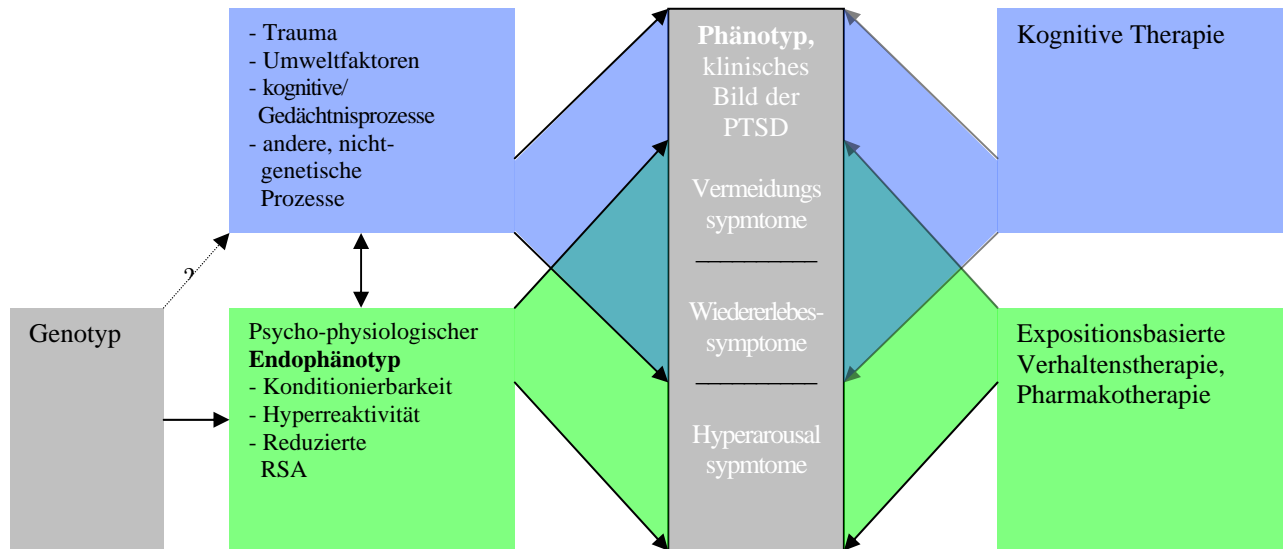 - Trauma
- Umweltfaktoren
- kognitive/
Gedächtnisprozesse
- andere, nicht-
genetische
Prozesse
?
Genotyp
Psycho-physiologischer
Endophänotyp
- Konditionierbarkeit
- Hyperreaktivität
- Reduzierte
RSA
Phänotyp,
klinisches
Bild der
PTSD
Vermeidungs
sypmtome
Wiedererlebes-
symptome
Hyperarousal
sypmtome
Kognitive Therapie
Expositionsbasierte
Verhaltenstherapie,
Pharmakotherapie